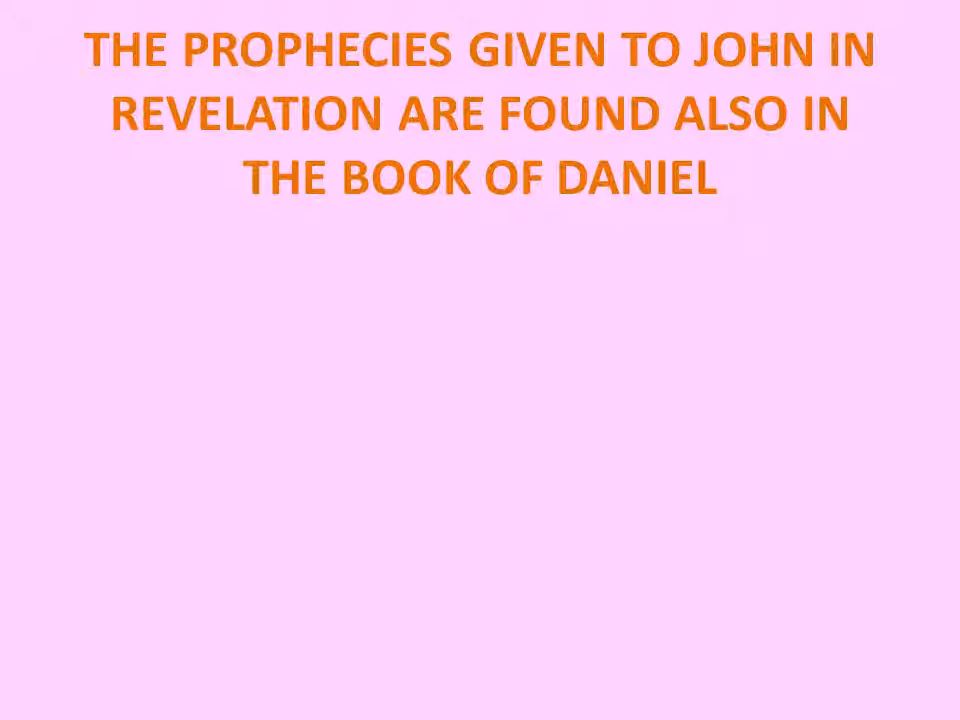 THE PROPHECIES GIVEN TO JOHN IN
REVELATION ARE FOUND ALSO IN
THE BOOK OF DANIEL